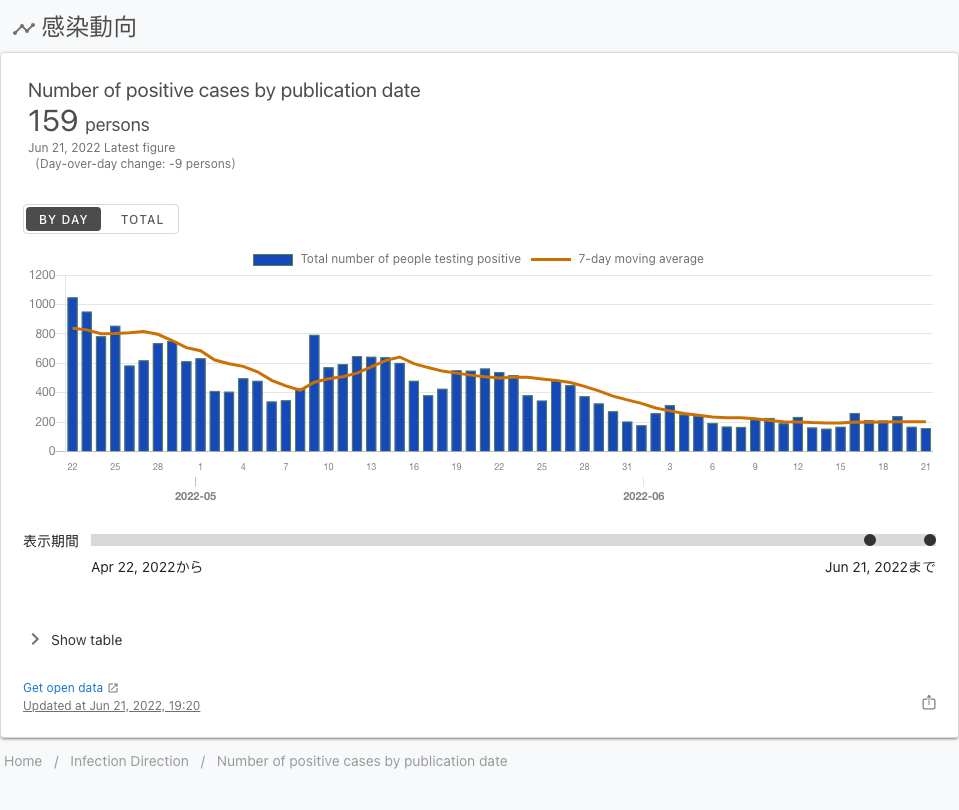 感染動向
Number of positive cases by publication date
159 persons
Jun 21, 2022 Latest figure
(Day-over-day change: -9 persons)
BY DAY TOTAL
Total number of people testing positive 7-day moving average
1200
1000
800
600
400
200
0
22 25 28 1 4 7 10 13 16 19 22 25 28 31 3 6 9 12 15 18 21
2022-05 2022-06
表示期間
Apr 22, 2022から Jun 21, 2022まで
Show table
Get open data
Updated at Jun 21, 2022, 19:20
Home / Infection Direction / Number of positive cases by publication date